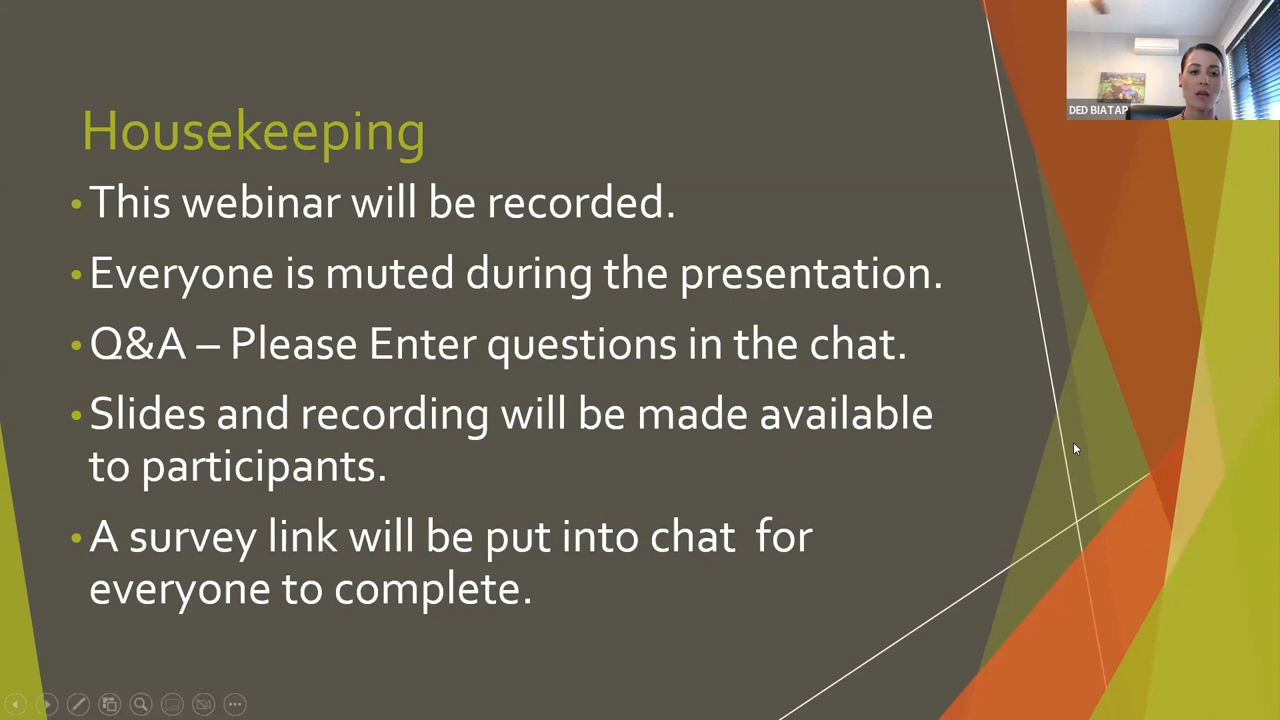 Housekeeping
• This webinar will be recorded.
• Everyone is muted during the presentation.
• Q&A – Please Enter questions in the chat.
• Slides and recording will be made available
to participants.
• A survey link will be put into chat  for
everyone to complete.
DED BIATAP